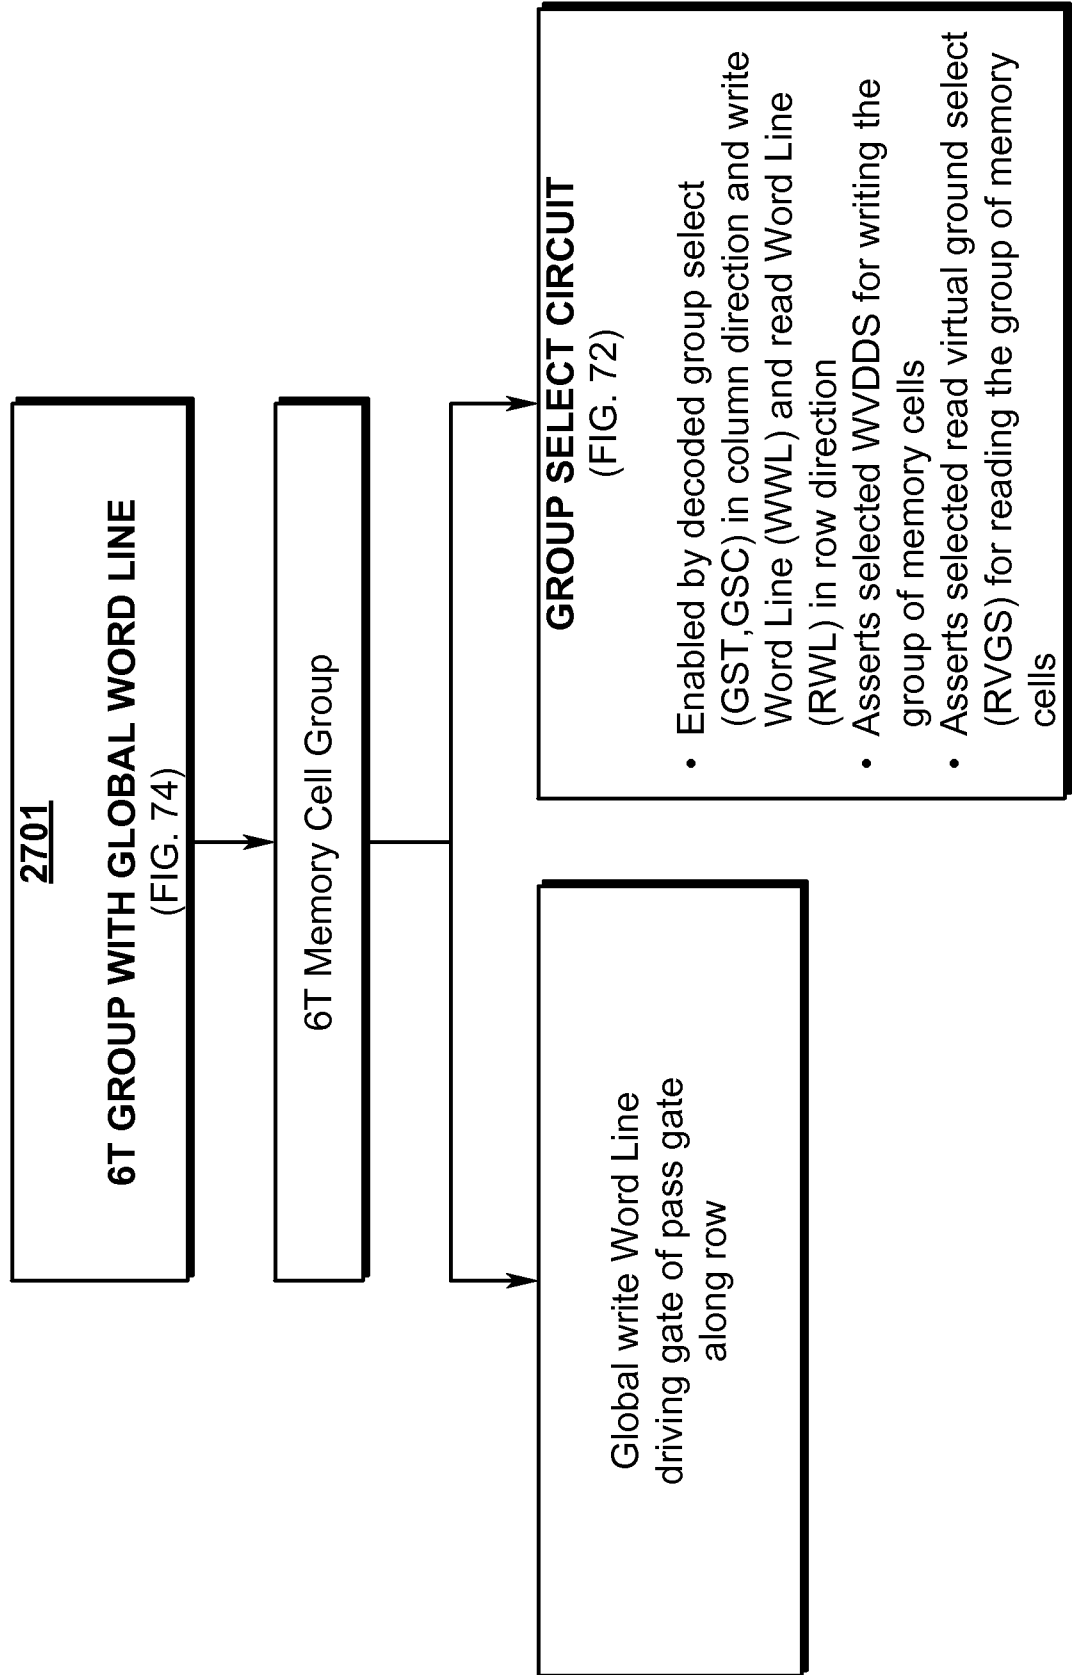 2701
6T GROUP WITH GLOBAL WORD LINE
(FIG. 74)
6T Memory Cell Group
Global write Word Line
driving gate of pass gate
along row
GROUP SELECT CIRCUIT
(FIG. 72)
• Enabled by decoded group select
(GST,GSC) in column direction and write
Word Line (WWL) and read Word Line
(RWL) in row direction
• Asserts selected WVDDS for writing the
group of memory cells
• Asserts selected read virtual ground select
(RVGS) for reading the group of memory
cells